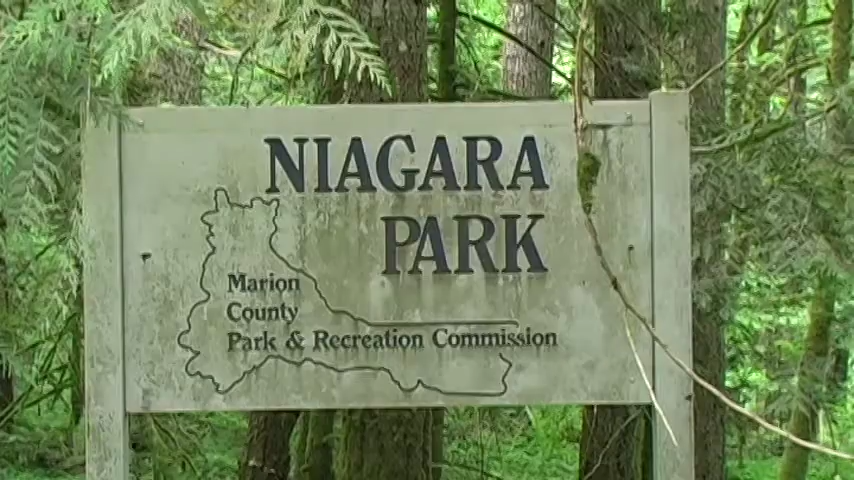 NIAGARA
PARK
Marion
County
Park & Recreation Commission